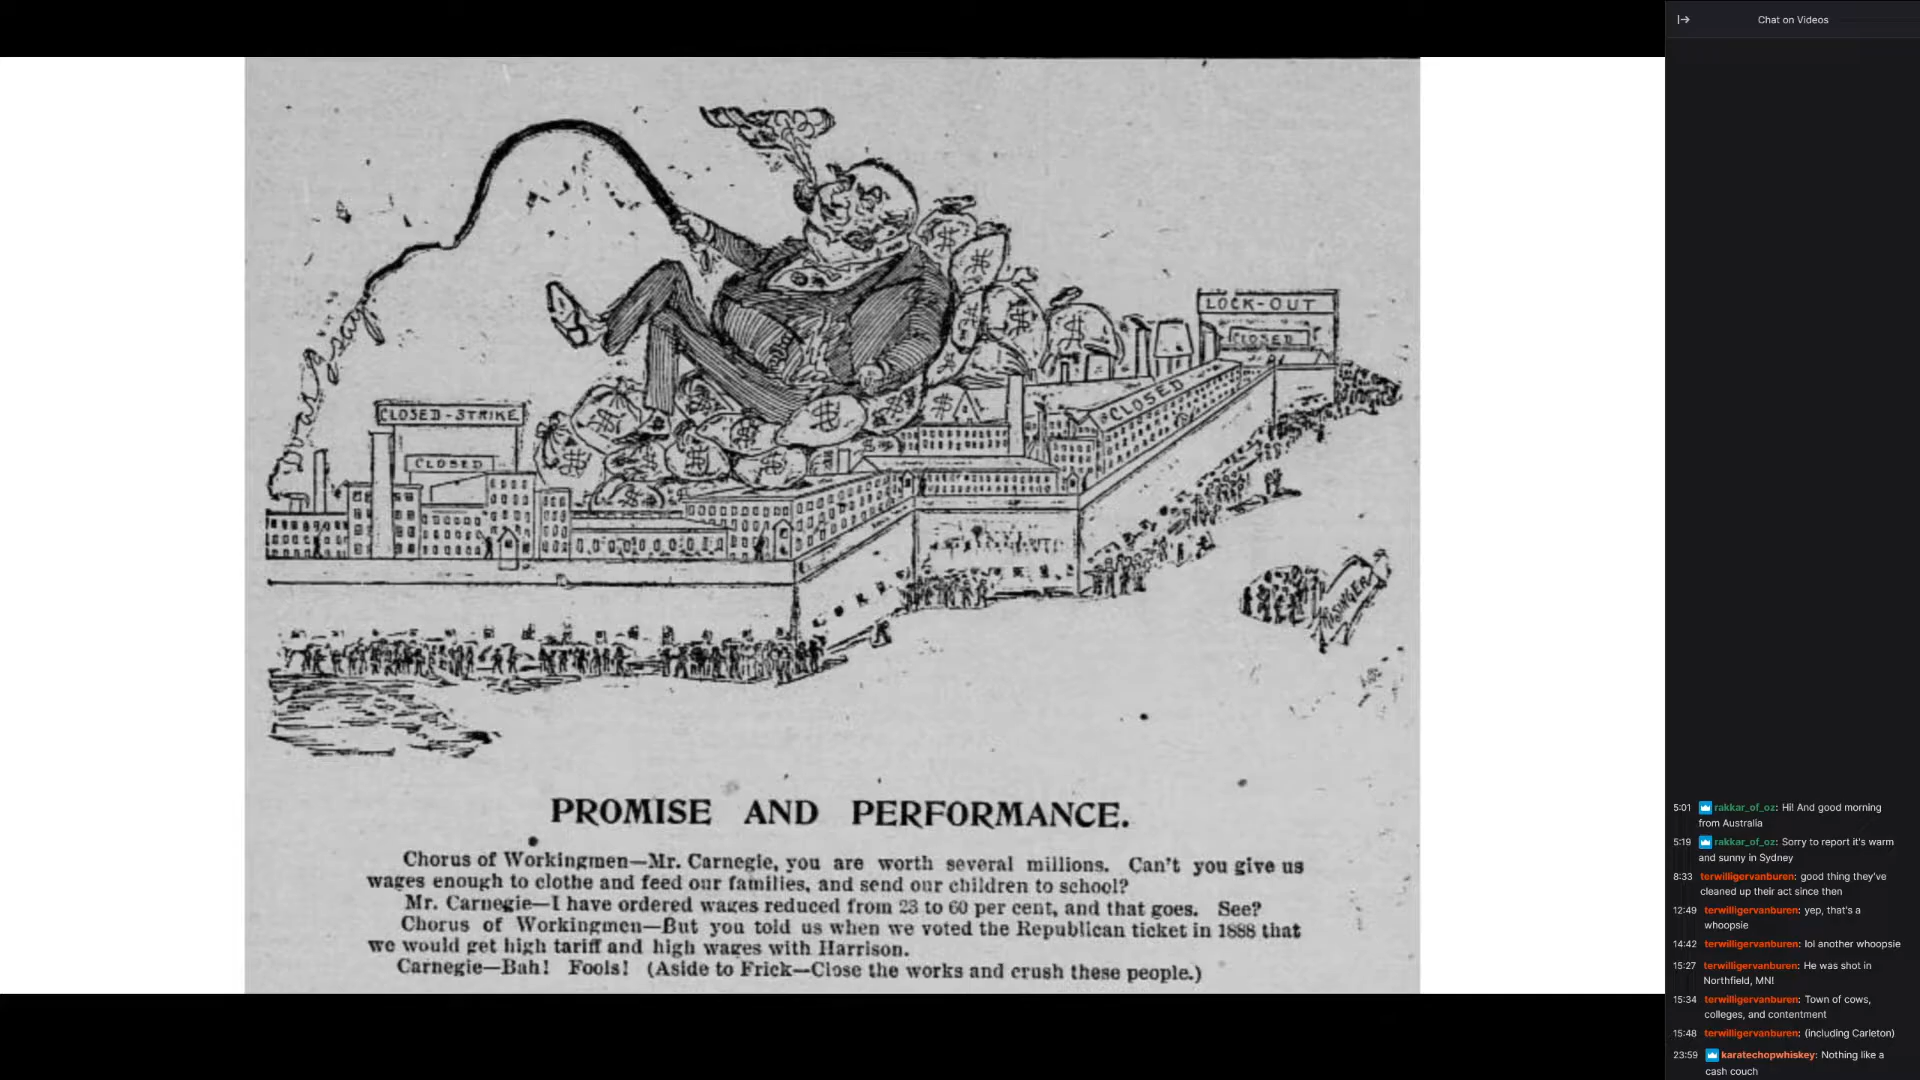 Chat on Videos
LOCK-OUT
CLOSED
CLOSED-STRIKE
CLOSED
CLOSED
$
PROMISE AND PERFORMANCE.
Chorus of Workingmen—Mr. Carnegie, you are worth several millions. Can't you give us
wages enough to clothe and feed our families, and send our children to school?
Mr. Carnegie—I have ordered wages reduced from 23 to 60 per cent, and that goes. See?
Chorus of Workingmen—But you told us when we voted the Republican ticket in 1888 that
we would get high tariff and high wages with Harrison.
Carnegie—Bah! Fools! (Aside to Frick—Close the works and crush these people.)
5:01 rakkar_of_oz: Hi! And good morning
from Australia
5:19 rakkar_of_oz: Sorry to report it's warm
and sunny in Sydney
8:33 terwilligervanburen: good thing they've
cleaned up their act since then
12:49 terwilligervanburen: yep, that's a
whoopsie
14:42 terwilligervanburen: lol another whoopsie
15:27 terwilligervanburen: He was shot in
Northfield, MN!
15:34 terwilligervanburen: Town of cows,
colleges, and contentment
15:48 terwilligervanburen: (including Carleton)
23:59 karatechopwhiskey: Nothing like a
cash couch